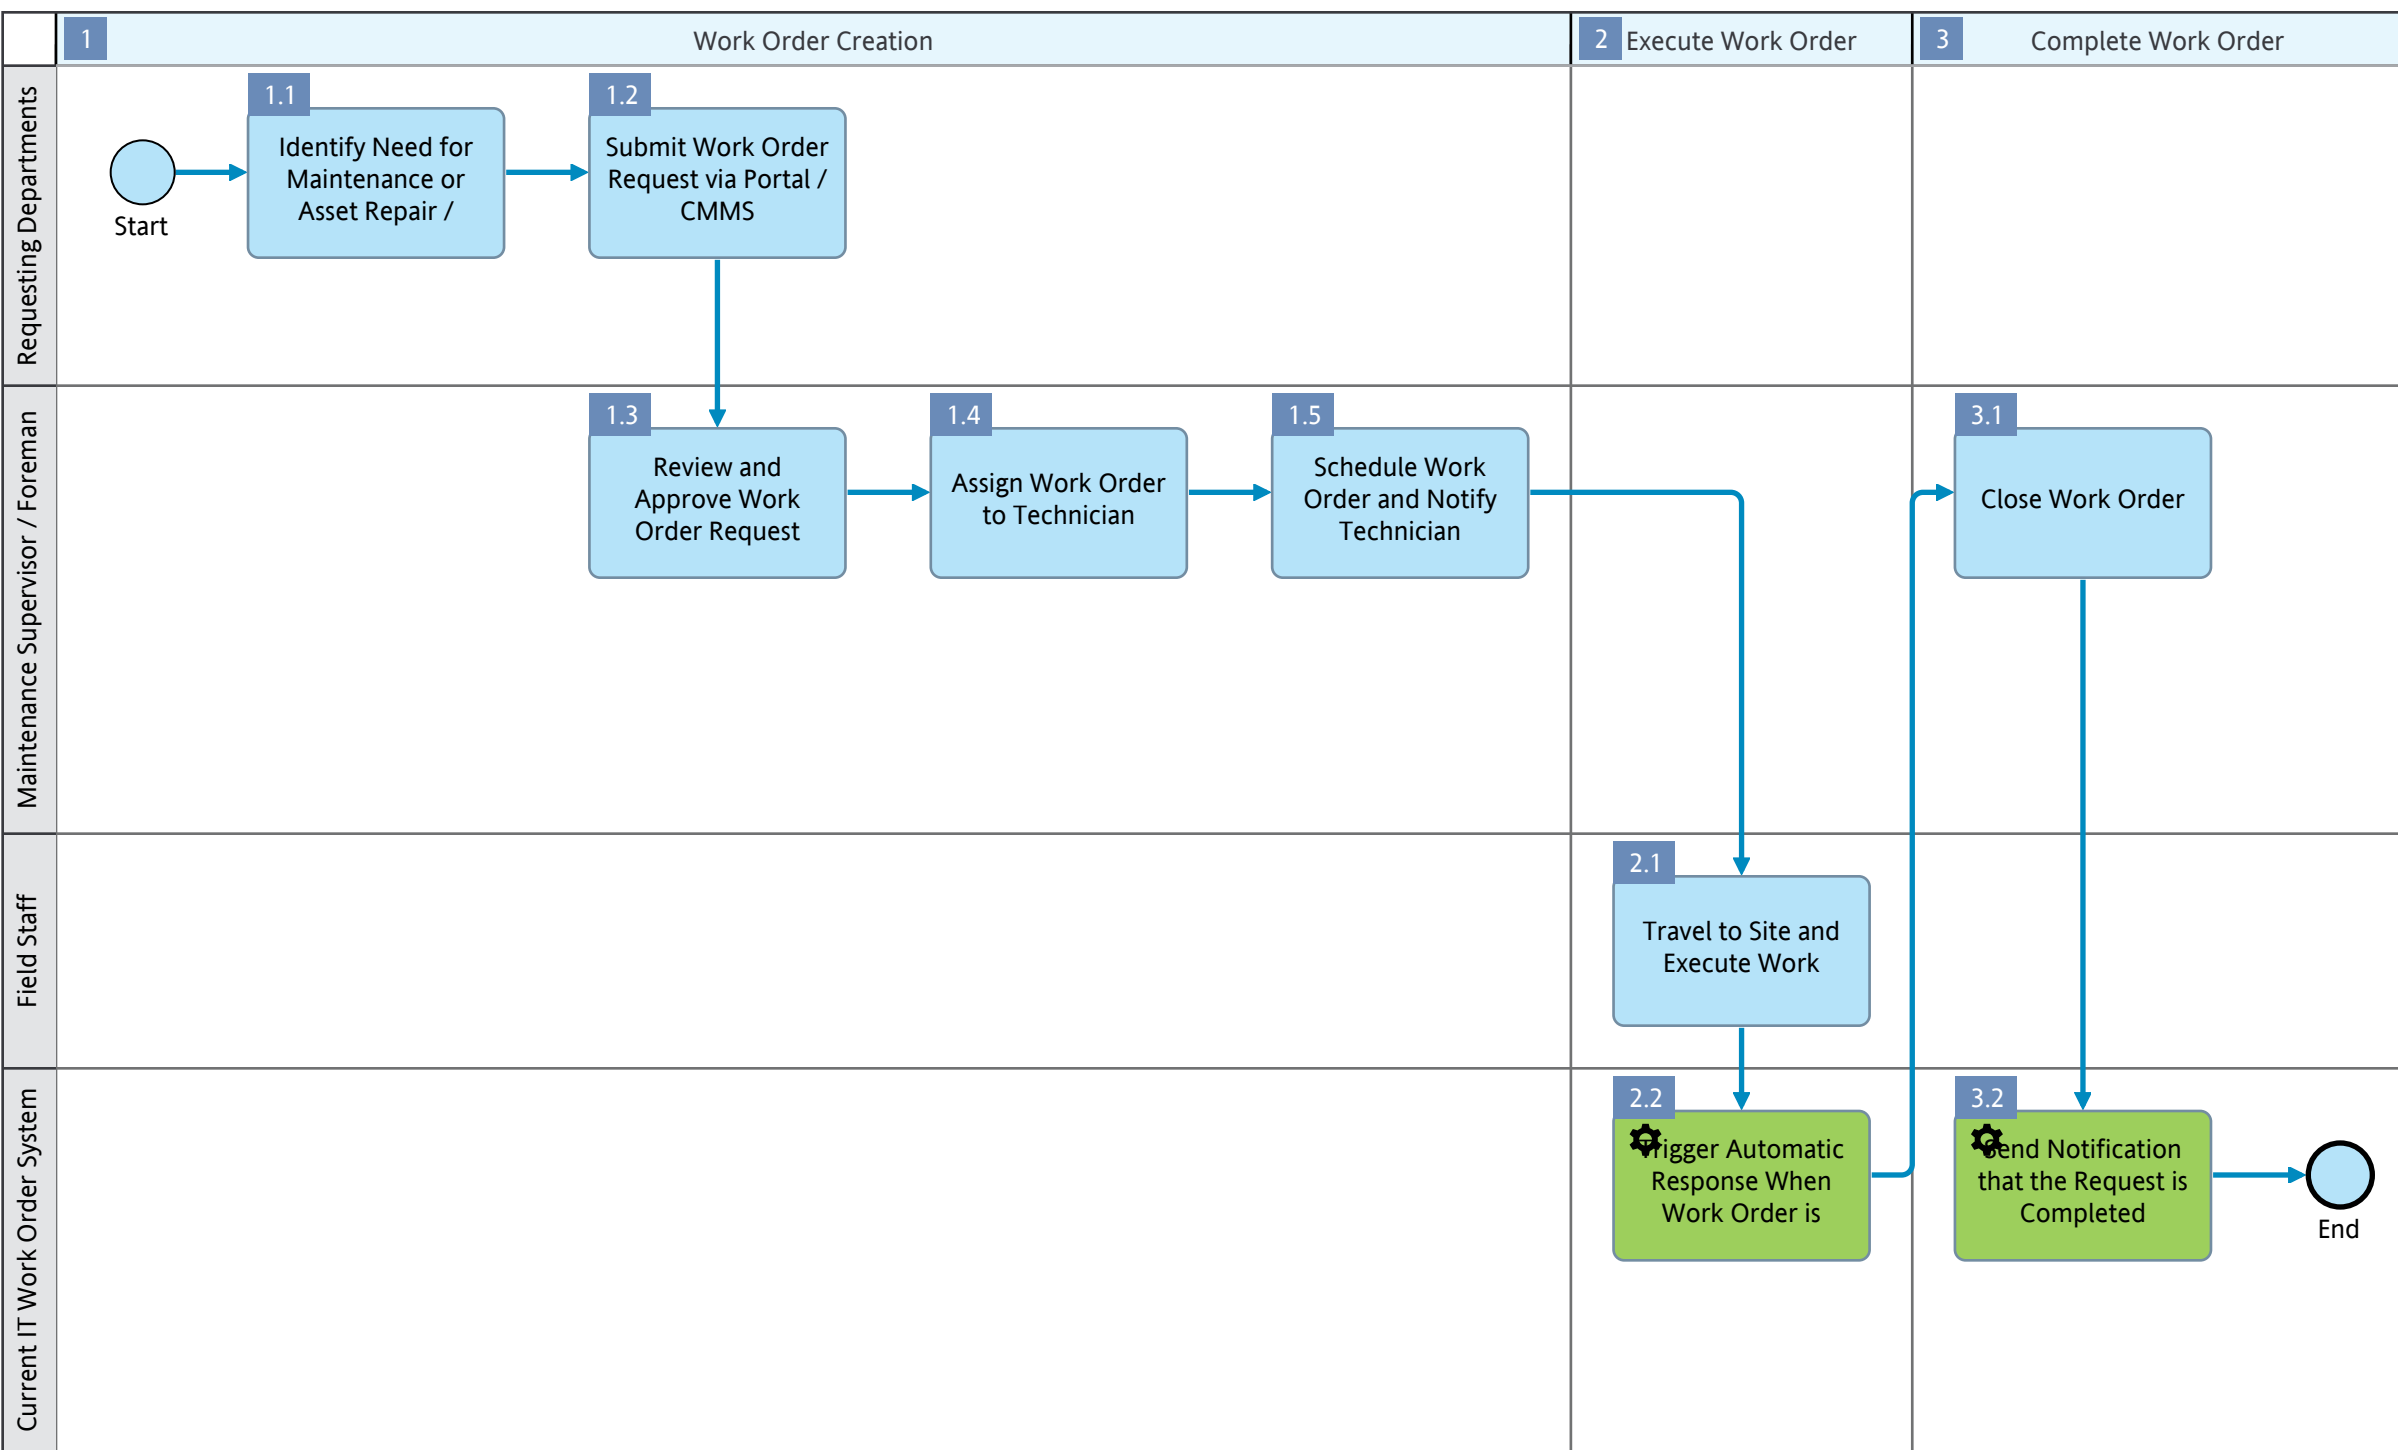 1
Work Order Creation
2
Execute Work Order
3
Complete Work Order
Requesting Departments
Start
1.1
Identify Need for
Maintenance or
Asset Repair /
1.2
Submit Work Order
Request via Portal /
CMMS
Maintenance Supervisor / Foreman
1.3
Review and
Approve Work
Order Request
1.4
Assign Work Order
to Technician
1.5
Schedule Work
Order and Notify
Technician
3.1
Close Work Order
Field Staff
2.1
Travel to Site and
Execute Work
Current IT Work Order System
2.2
Trigger Automatic
Response When
Work Order is
3.2
Send Notification
that the Request is
Completed
End